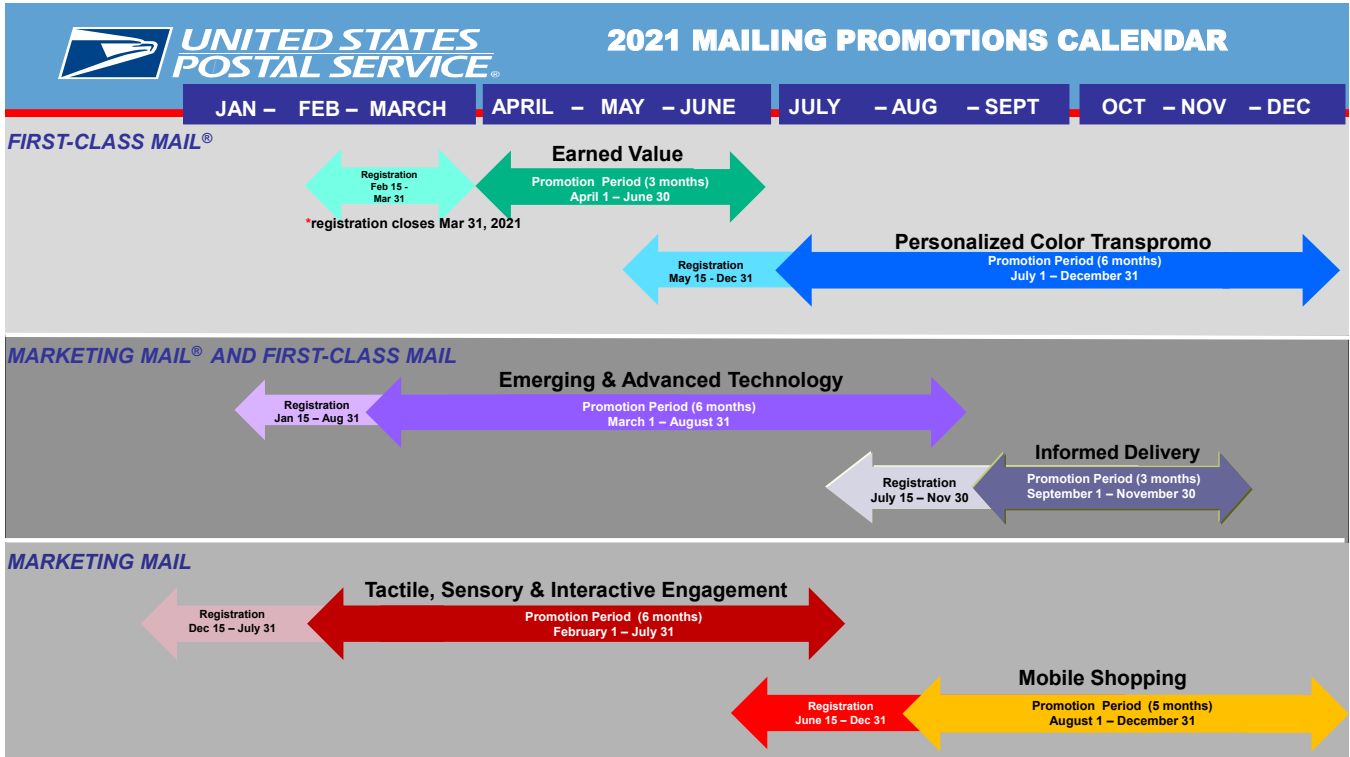 UNITED STATES
POSTAL SERVICE®
2021 MAILING PROMOTIONS CALENDAR
JAN – FEB – MARCH
APRIL – MAY – JUNE
JULY – AUG – SEPT
OCT – NOV – DEC
FIRST-CLASS MAIL®
Earned Value
Registration
Feb 15 -
Mar 31
Promotion Period (3 months)
April 1 – June 30
*registration closes Mar 31, 2021
Personalized Color Transpromo
Registration
May 15 - Dec 31
Promotion Period (6 months)
July 1 – December 31
MARKETING MAIL® AND FIRST-CLASS MAIL
Emerging & Advanced Technology
Registration
Jan 15 – Aug 31
Promotion Period (6 months)
March 1 – August 31
Informed Delivery
Registration
July 15 – Nov 30
Promotion Period (3 months)
September 1 – November 30
MARKETING MAIL
Tactile, Sensory & Interactive Engagement
Registration
Dec 15 – July 31
Promotion Period (6 months)
February 1 – July 31
Mobile Shopping
Registration
June 15 – Dec 31
Promotion Period (5 months)
August 1 – December 31